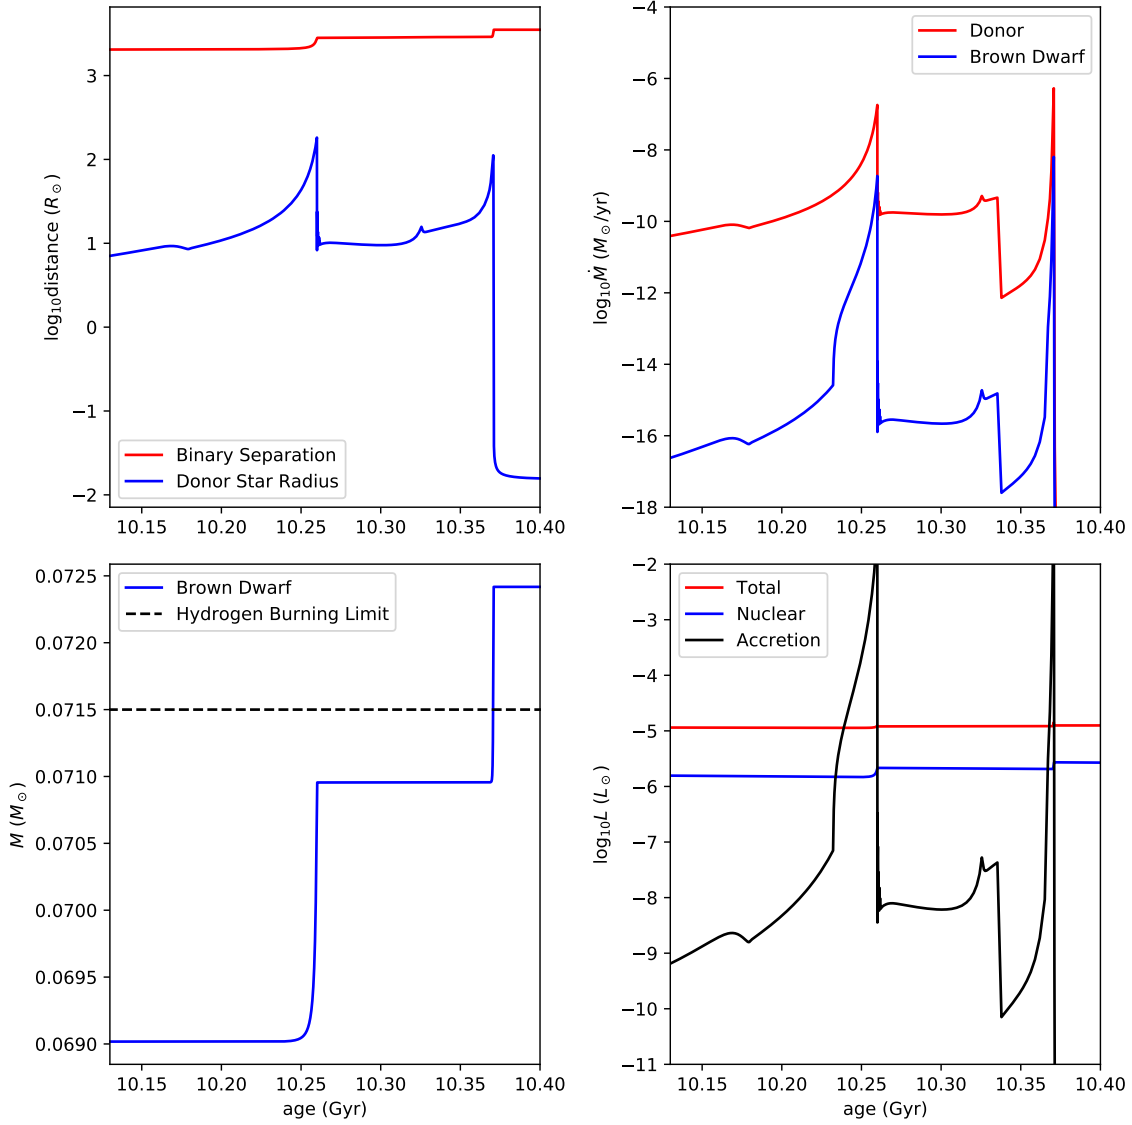 log₁₀distance (R⊙)
3
2
1
0
−1
−2
10.15 10.20 10.25 10.30 10.35 10.40
Binary Separation
Donor Star Radius
log₁₀Ṁ (M⊙/yr)
−4
−6
−8
−10
−12
−14
−16
−18
10.15 10.20 10.25 10.30 10.35 10.40
Donor
Brown Dwarf
M (M⊙)
0.0725
0.0720
0.0715
0.0710
0.0705
0.0700
0.0695
0.0690
10.15 10.20 10.25 10.30 10.35 10.40
age (Gyr)
Brown Dwarf
Hydrogen Burning Limit
log₁₀L (L⊙)
−2
−3
−4
−5
−6
−7
−8
−9
−10
−11
10.15 10.20 10.25 10.30 10.35 10.40
age (Gyr)
Total
Nuclear
Accretion